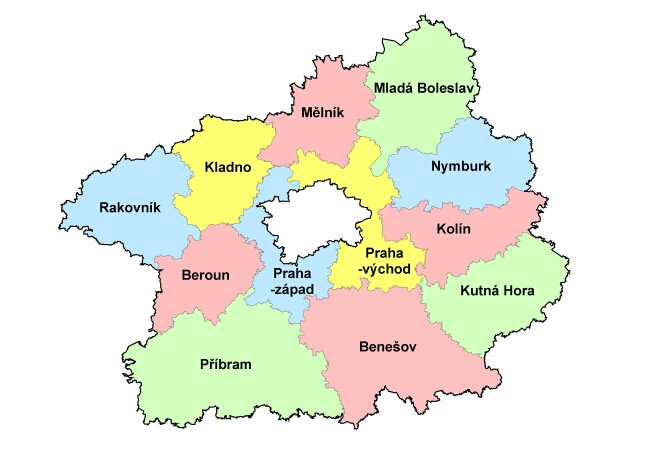 Mladá Boleslav
Mělník
Kladno
Nymburk
Rakovník
Kolín
Praha
-východ
Beroun
Praha
-západ
Kutná Hora
Benešov
Příbram